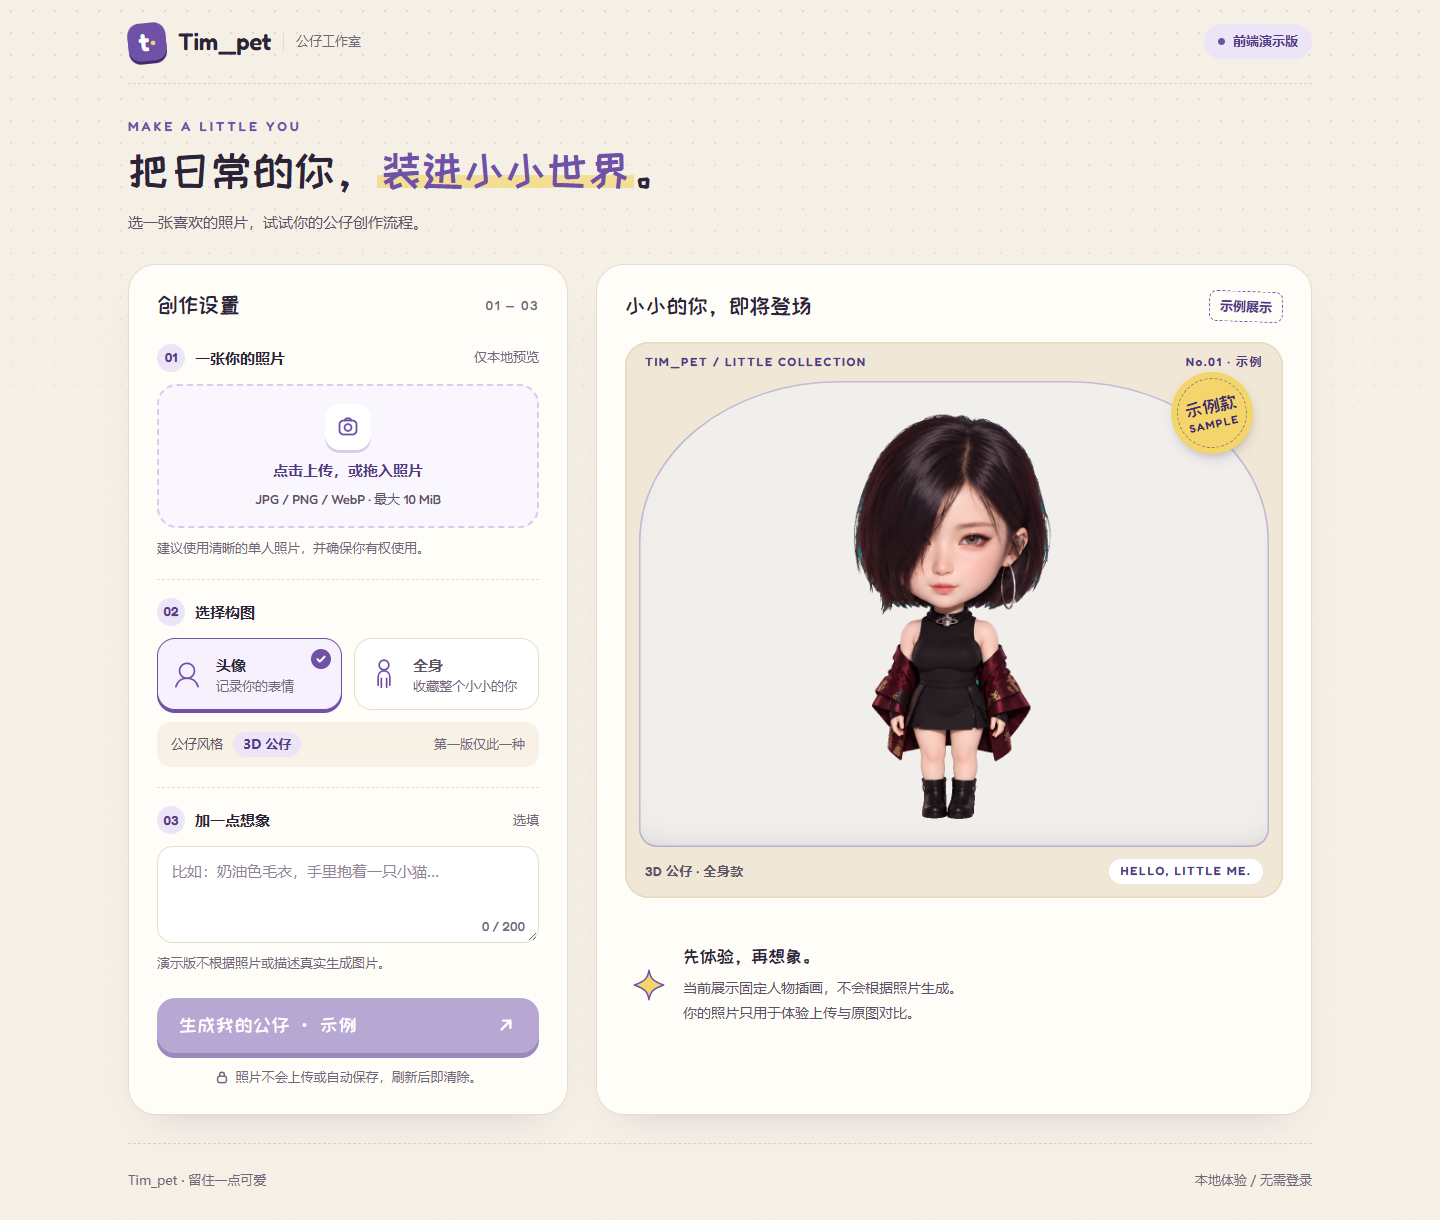 t.
Tim_pet 公仔工作室
前端演示版
MAKE A LITTLE YOU
把日常的你，装进小小世界。
选一张喜欢的照片，试试你的公仔创作流程。
创作设置
01 — 03
01 一张你的照片
仅本地预览
点击上传，或拖入照片
JPG / PNG / WebP · 最大 10 MiB
建议使用清晰的单人照片，并确保你有权使用。
02 选择构图
头像
记录你的表情
全身
收藏整个小小的你
公仔风格 3D 公仔
第一版仅此一种
03 加一点想象
选填
比如：奶油色毛衣，手里抱着一只小猫...
0 / 200
演示版不根据照片或描述真实生成图片。
生成我的公仔 · 示例
照片不会上传或自动保存，刷新后即清除。
小小的你，即将登场
示例展示
TIM_PET / LITTLE COLLECTION
No.01 · 示例
示例款
SAMPLE
3D 公仔 · 全身款
HELLO, LITTLE ME.
先体验，再想象。
当前展示固定人物插画，不会根据照片生成。
你的照片只用于体验上传与原图对比。
Tim_pet · 留住一点可爱
本地体验 / 无需登录